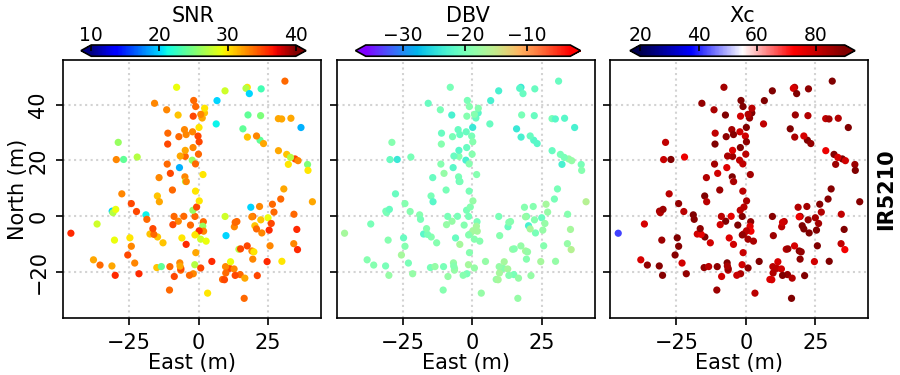 SNR DBV Xc
10 20 30 40 −30 −20 −10 20 40 60 80
North (m)
40
20
0
−20
−25 0 25 −25 0 25 −25 0 25
East (m) East (m) East (m)
IR5210